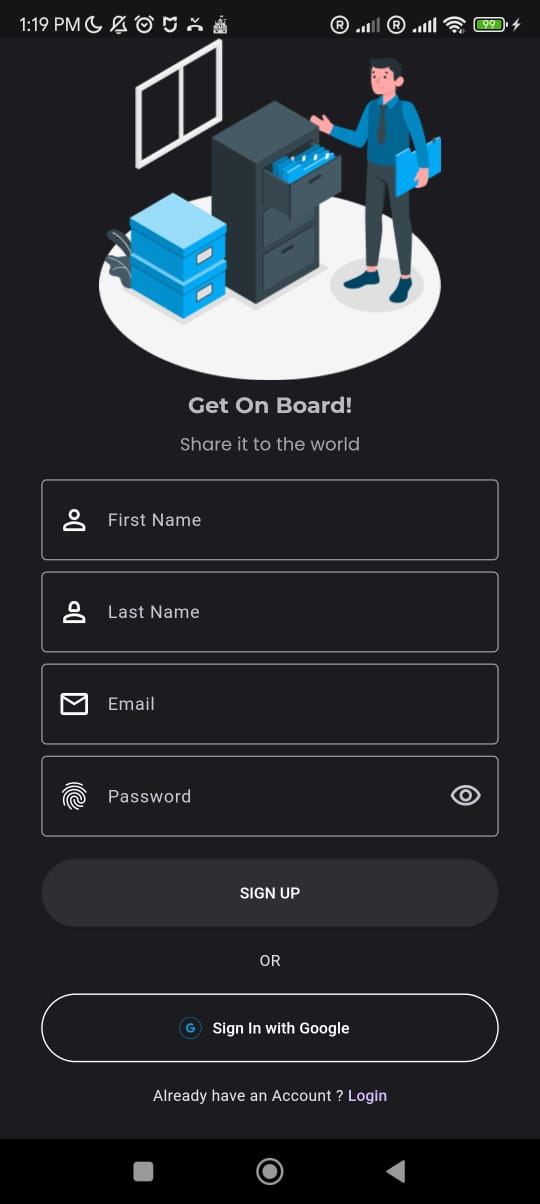 1:19 PM
99
Get On Board!
Share it to the world
First Name
Last Name
Email
Password
SIGN UP
OR
G Sign In with Google
Already have an Account ? Login